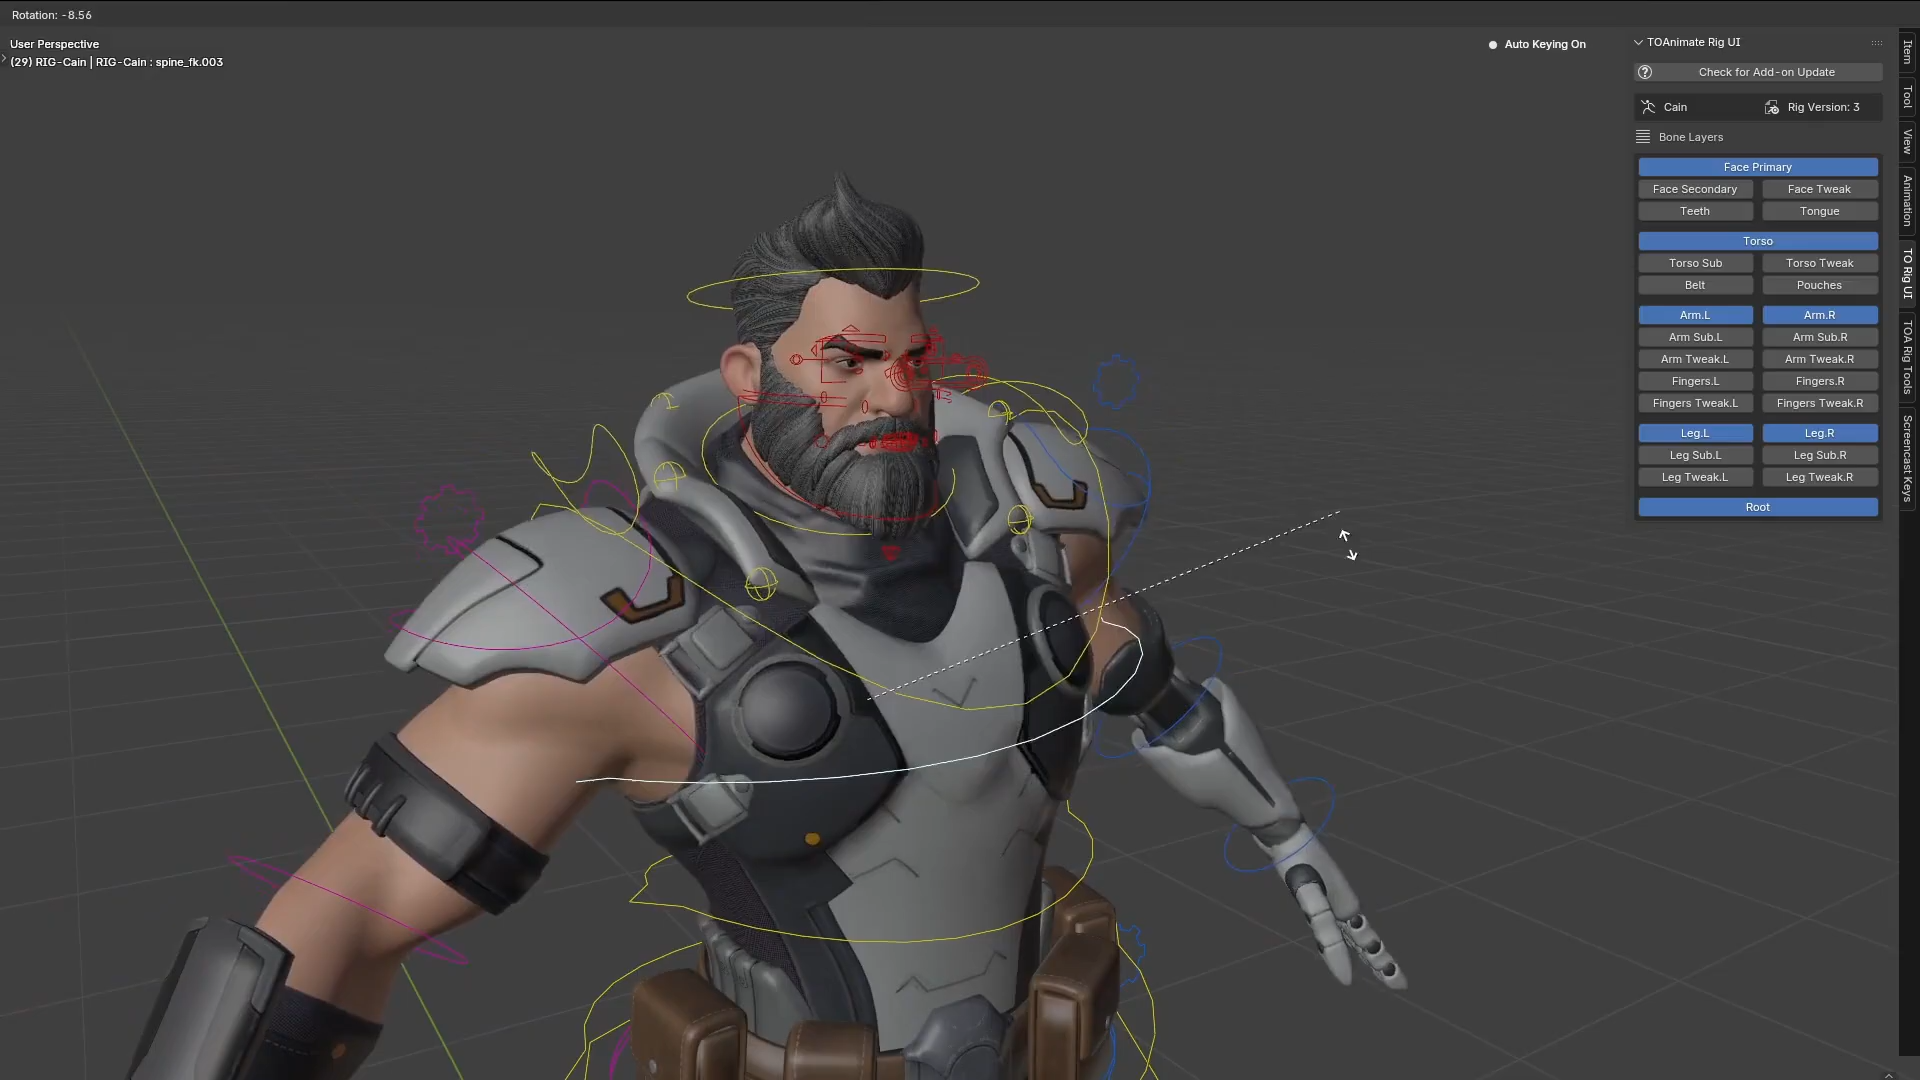 Rotation: -8.56
User Perspective
(29) RIG-Cain | RIG-Cain : spine_fk.003
Auto Keying On
TOAnimate Rig UI
Check for Add-on Update
Cain
Rig Version: 3
Bone Layers
Face Primary
Face Secondary
Face Tweak
Teeth
Tongue
Torso
Torso Sub
Torso Tweak
Belt
Pouches
Arm.L
Arm.R
Arm Sub.L
Arm Sub.R
Arm Tweak.L
Arm Tweak.R
Fingers.L
Fingers.R
Fingers Tweak.L
Fingers Tweak.R
Leg.L
Leg.R
Leg Sub.L
Leg Sub.R
Leg Tweak.L
Leg Tweak.R
Root
Item
Tool
View
Animation
TO Rig UI
TOA Rig Tools
Screencast Keys